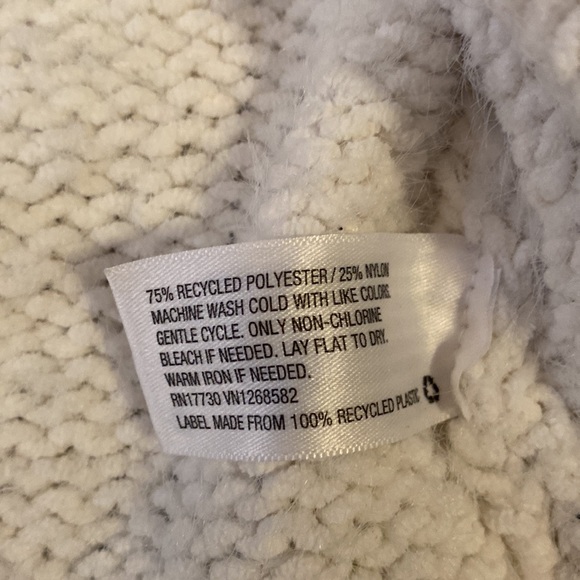 75% RECYCLED POLYESTER / 25% NYLON
MACHINE WASH COLD WITH LIKE COLORS.
GENTLE CYCLE. ONLY NON-CHLORINE
BLEACH IF NEEDED. LAY FLAT TO DRY.
WARM IRON IF NEEDED.
RN17730 VN1268582
LABEL MADE FROM 100% RECYCLED PLASTIC